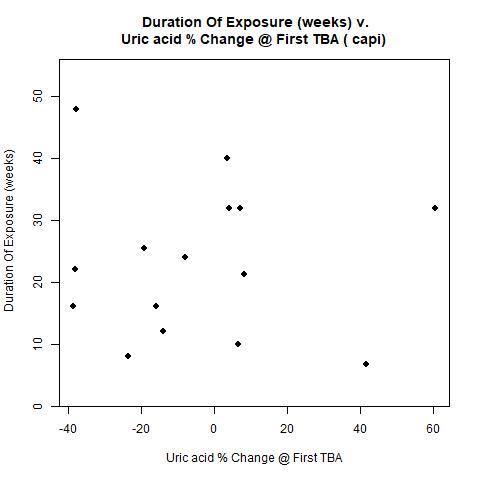 Duration Of Exposure (weeks) v.
Uric acid % Change @ First TBA ( capi)
Duration Of Exposure (weeks)
50
40
30
20
10
0
-40 -20 0 20 40 60
Uric acid % Change @ First TBA